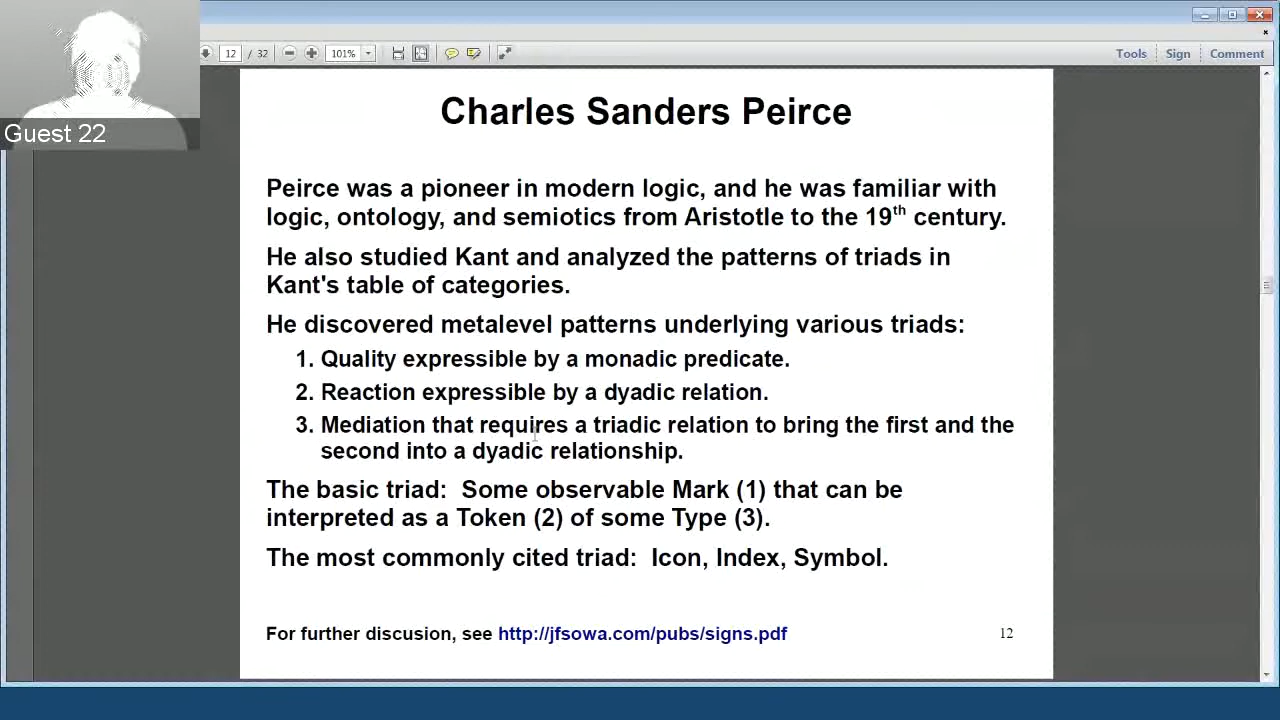 12 / 32
101%
Tools
Sign
Comment
Guest 22
Charles Sanders Peirce
Peirce was a pioneer in modern logic, and he was familiar with
logic, ontology, and semiotics from Aristotle to the 19th century.
He also studied Kant and analyzed the patterns of triads in
Kant's table of categories.
He discovered metalevel patterns underlying various triads:
1. Quality expressible by a monadic predicate.
2. Reaction expressible by a dyadic relation.
3. Mediation that requires a triadic relation to bring the first and the
second into a dyadic relationship.
The basic triad: Some observable Mark (1) that can be
interpreted as a Token (2) of some Type (3).
The most commonly cited triad: Icon, Index, Symbol.
For further discusion, see http://jfsowa.com/pubs/signs.pdf
12